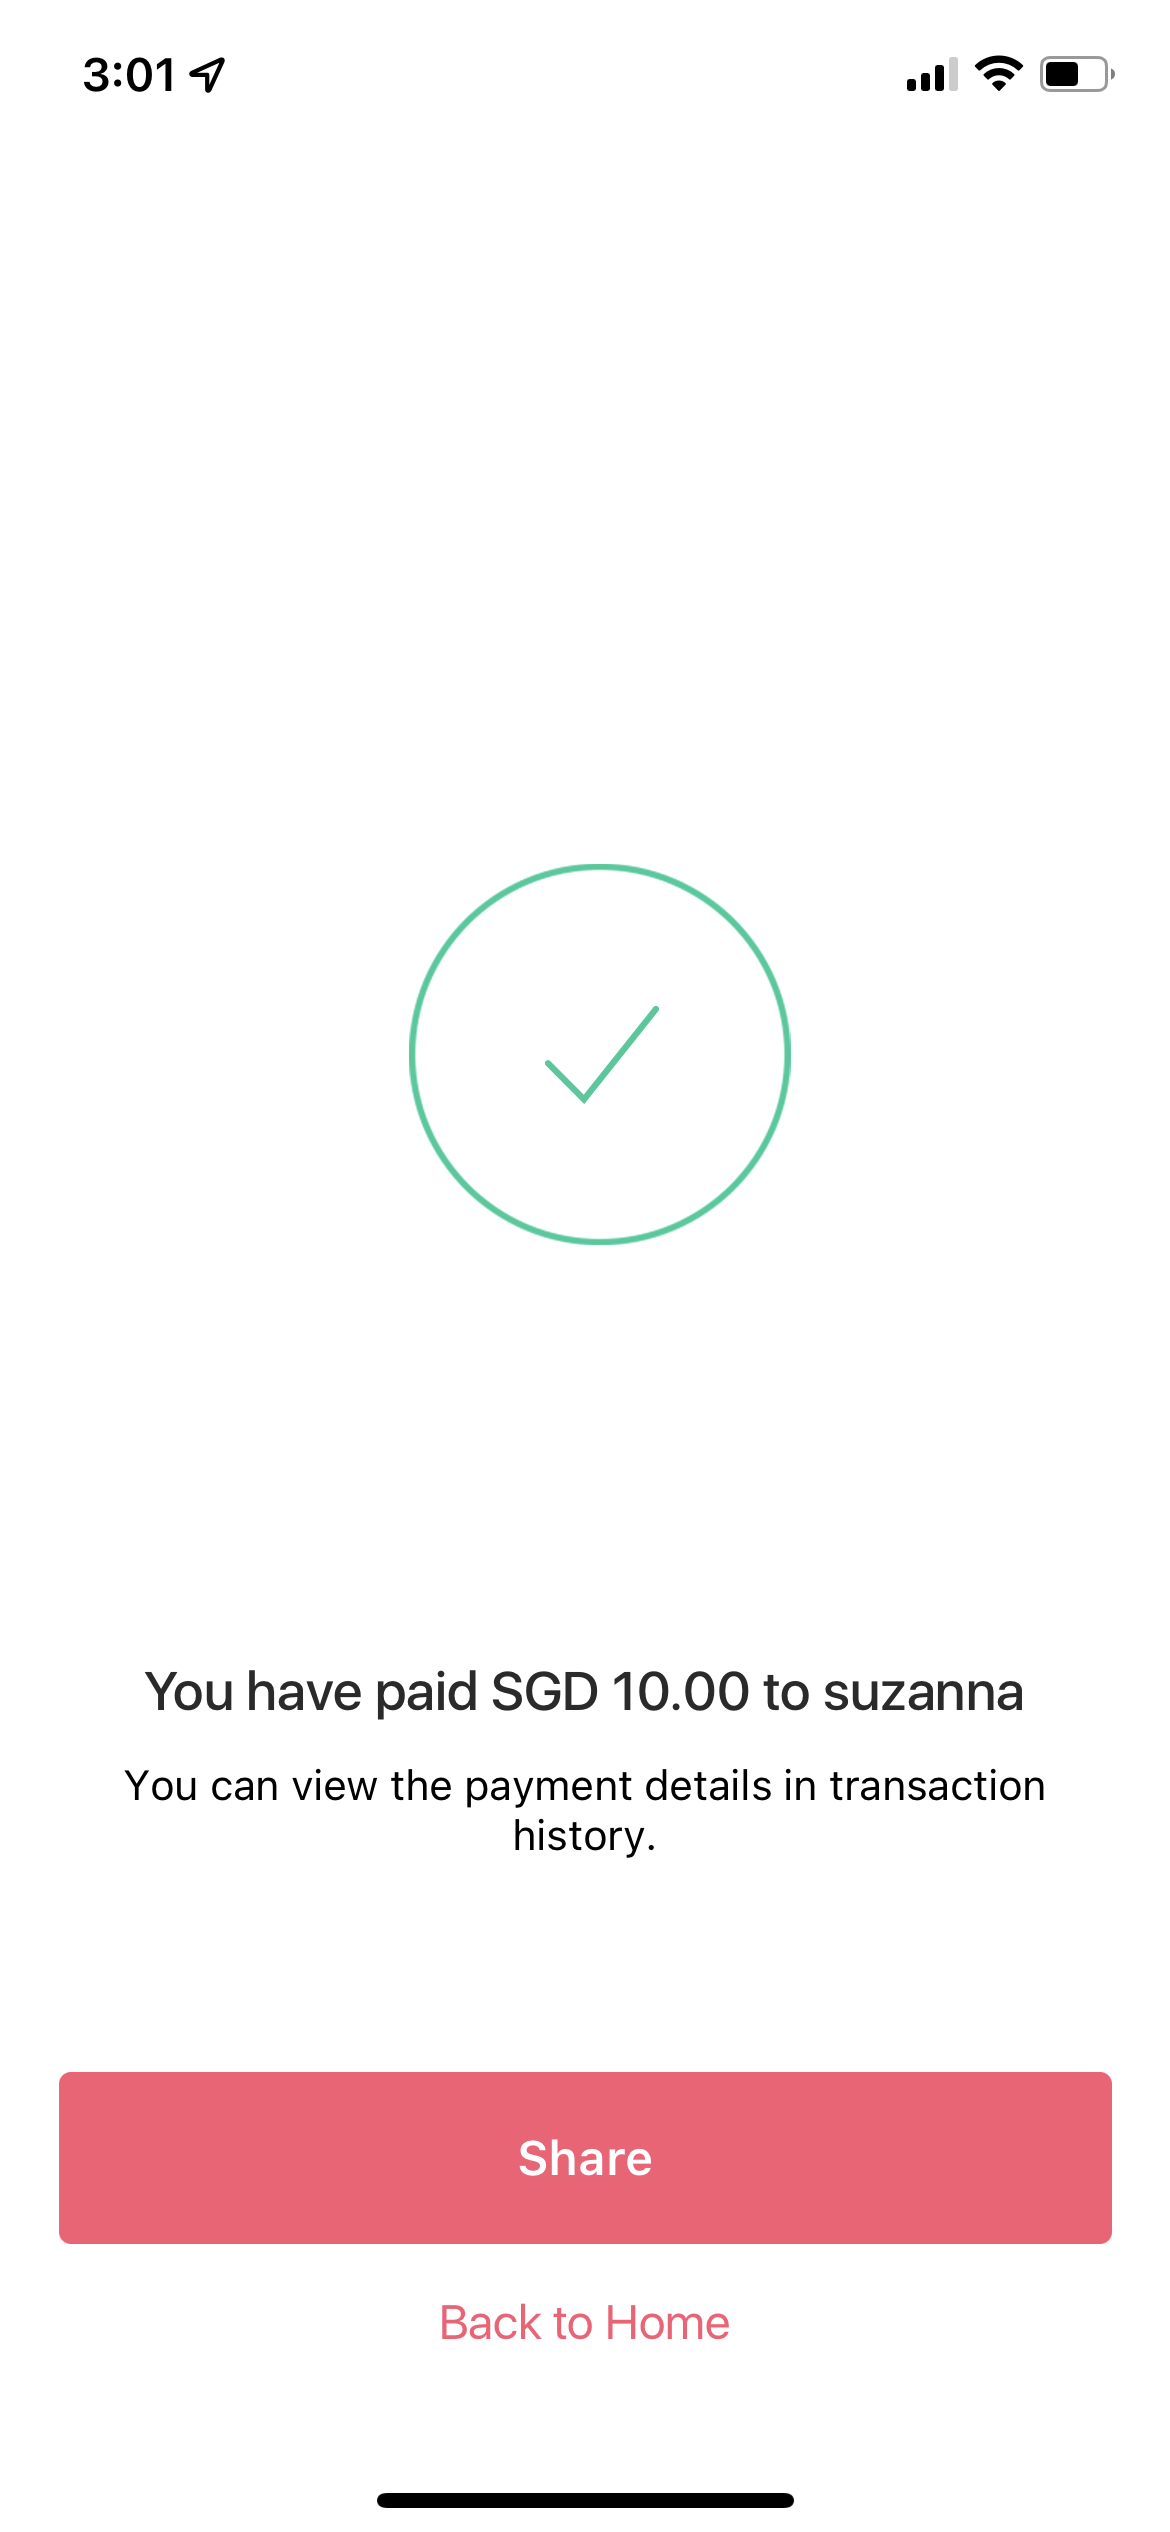 3:01
You have paid SGD 10.00 to suzanna
You can view the payment details in transaction
history.
Share
Back to Home